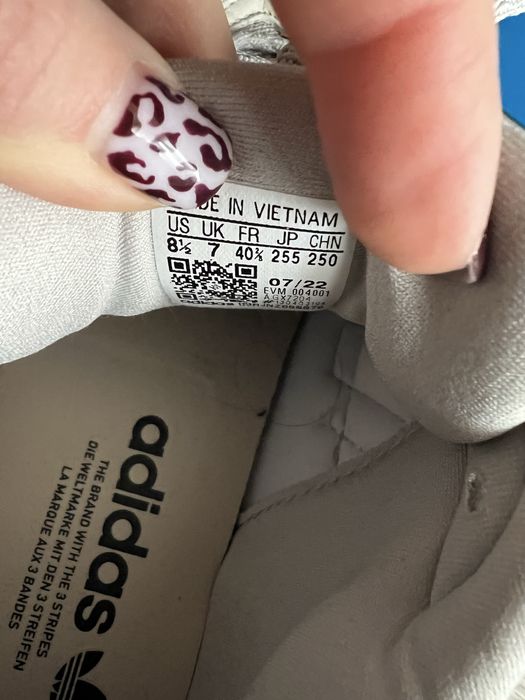 DE IN VIETNAM
US UK FR JP CHN
8½ 7 40⅔ 255 250
07/22
EVM 004001
adidas
THE BRAND WITH THE 3 STRIPES
DIE WELTMARKE MIT DEN 3 STREIFEN
LA MARQUE AUX 3 BANDES